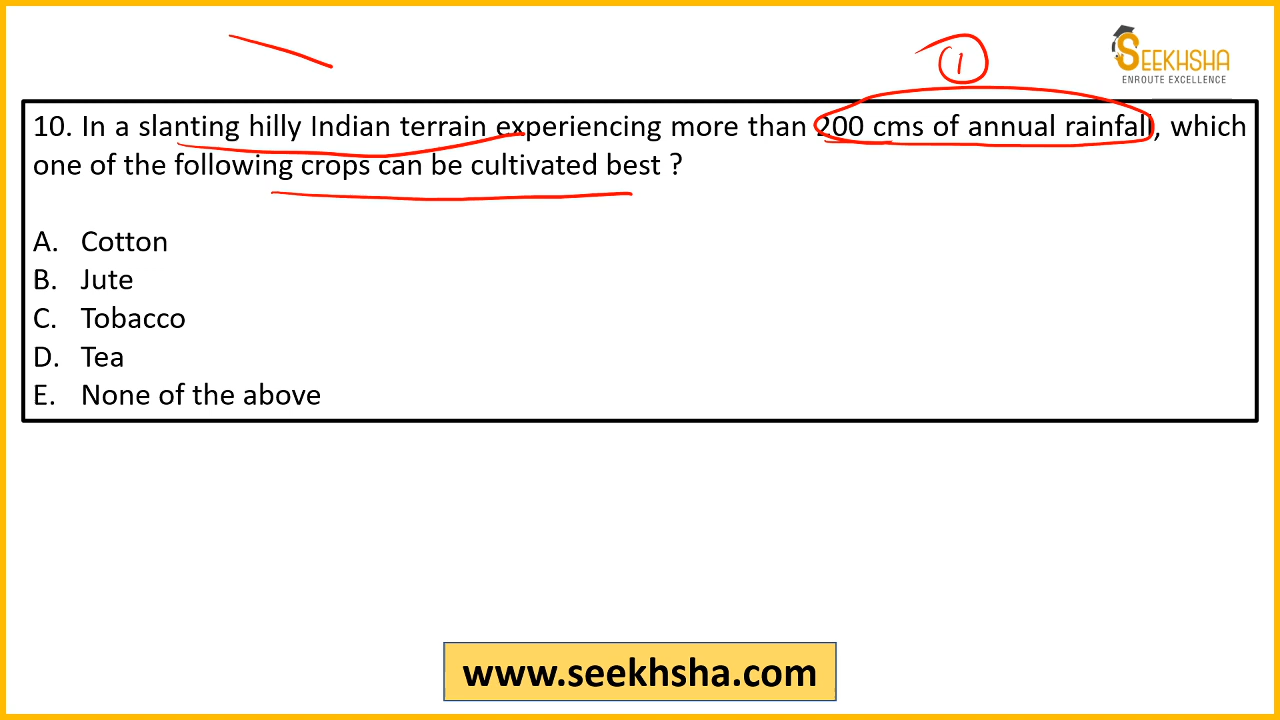 1
SEEKHSHA
ENROUTE EXCELLENCE
10. In a slanting hilly Indian terrain experiencing more than 200 cms of annual rainfall, which
one of the following crops can be cultivated best ?
A. Cotton
B. Jute
C. Tobacco
D. Tea
E. None of the above
www.seekhsha.com